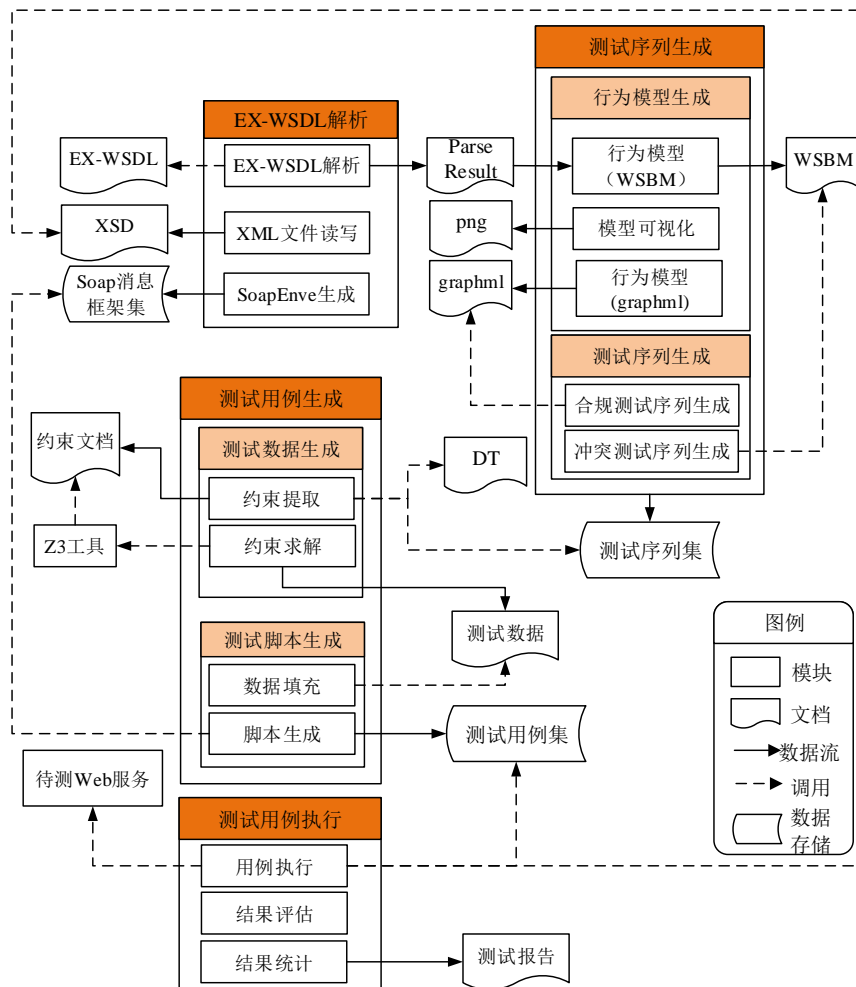 测试序列生成
行为模型生成
EX-WSDL解析
EX-WSDL
EX-WSDL解析
Parse
Result
行为模型
（WSBM）
WSBM
XSD
XML文件读写
png
模型可视化
Soap消息
框架集
SoapEnve生成
graphml
行为模型
(graphml)
测试序列生成
合规测试序列生成
冲突测试序列生成
测试用例生成
约束文档
测试数据生成
DT
约束提取
Z3工具
约束求解
测试序列集
测试数据
测试脚本生成
数据填充
脚本生成
测试用例集
图例
模块
文档
数据流
调用
数据
存储
待测Web服务
测试用例执行
用例执行
结果评估
结果统计
测试报告